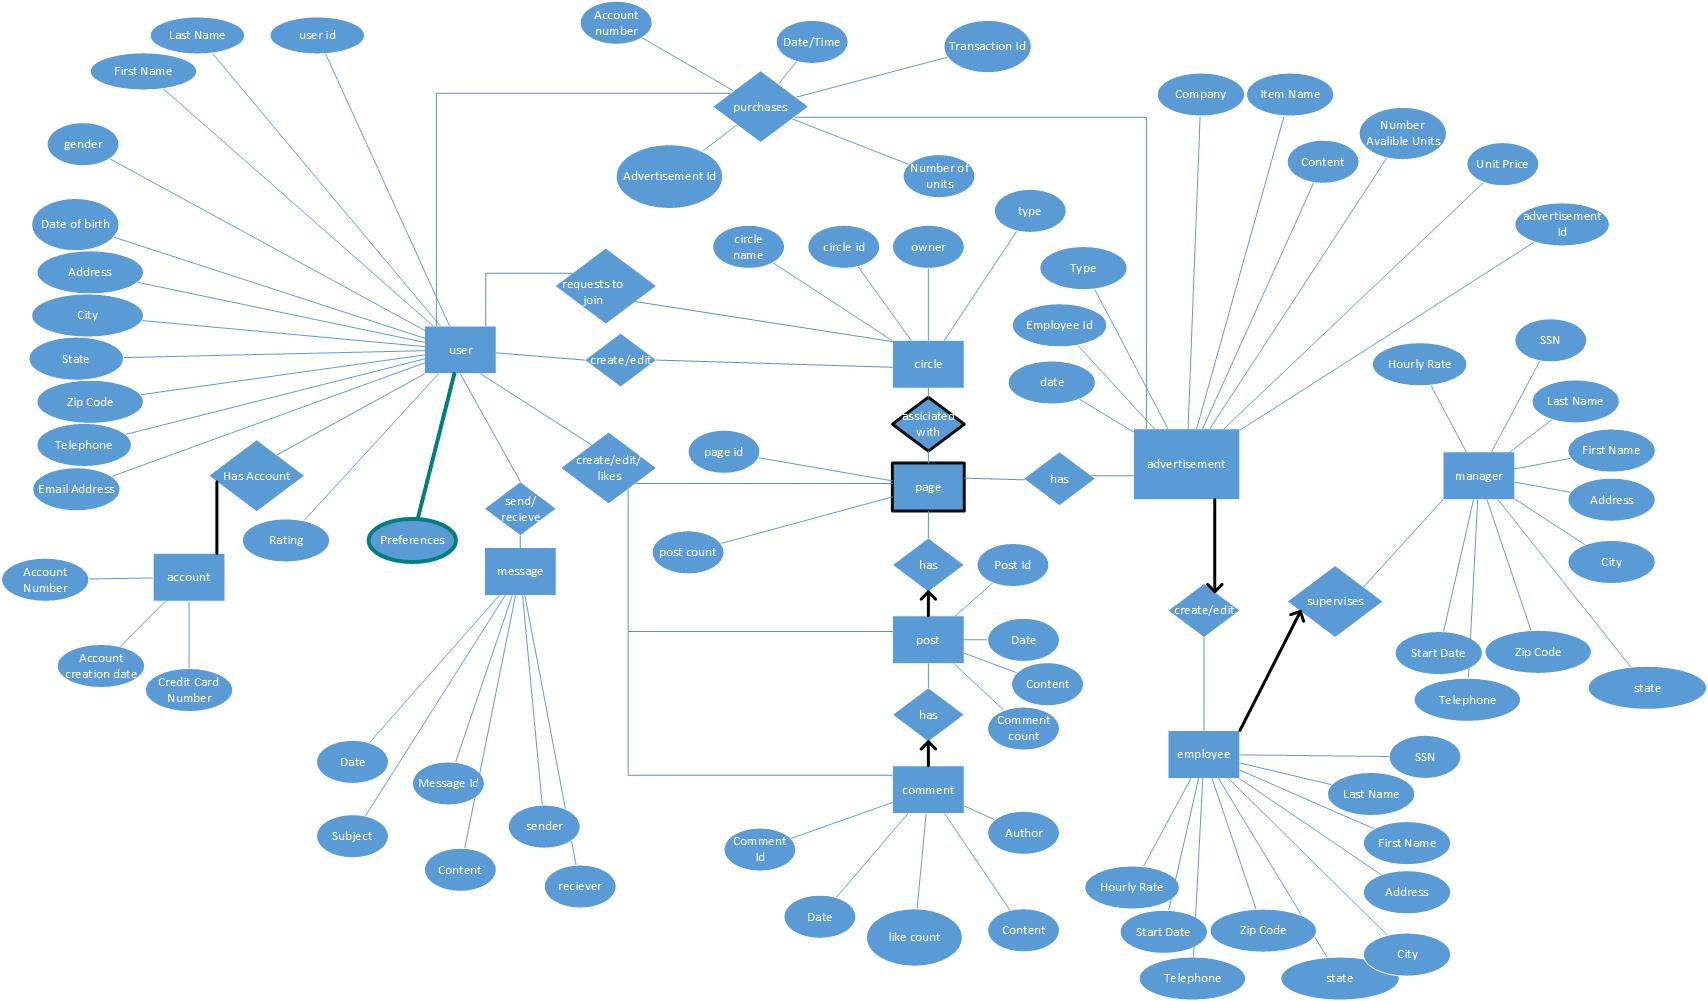 Account
number
Last Name
user id
Date/Time
Transaction Id
First Name
purchases
Company
Item Name
Number
Avalible Units
gender
Content
Unit Price
Advertisement Id
Number of
units
Date of birth
type
advertisement
Id
circle
name
circle id
owner
Address
Type
requests to
join
City
Employee Id
SSN
State
user
create/edit
circle
Hourly Rate
date
Zip Code
Last Name
assiciated
with
Telephone
page id
First Name
Has Account
create/edit/
likes
has
advertisement
manager
Email Address
page
Address
send/
recieve
Rating
Preferences
post count
has
Post Id
City
Account
Number
account
message
create/edit
supervises
post
Date
Start Date
Zip Code
Account
creation date
Credit Card
Number
Content
state
Telephone
has
Comment
count
employee
SSN
Date
Message Id
comment
Last Name
Subject
sender
Comment
Id
Author
First Name
Content
reciever
Hourly Rate
Address
Date
like count
Content
Start Date
Zip Code
City
Telephone
state